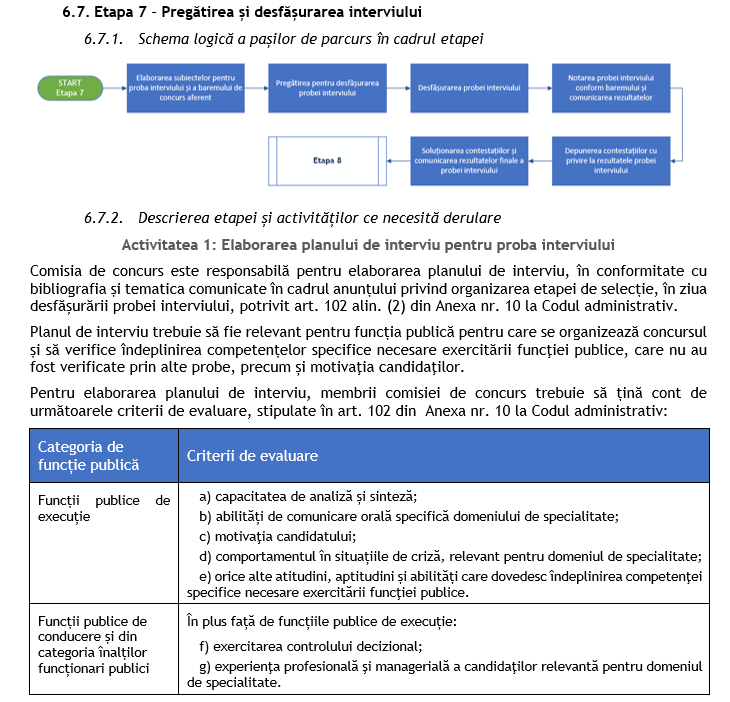 6.7. Etapa 7 – Pregătirea și desfășurarea interviului
6.7.1. Schema logică a pașilor de parcurs în cadrul etapei
START
Etapa 7
Elaborarea subiectelor pentru
proba interviului și a baremului de
concurs aferent
Pregătirea pentru desfășurarea
probei interviului
Desfășurarea probei interviului
Notarea probei interviului
conform baremului și
comunicarea rezultatelor
Depunerea contestațiilor cu
privire la rezultatele probei
interviului
Soluționarea contestațiilor și
comunicarea rezultatelor finale a
probei interviului
Etapa 8
6.7.2. Descrierea etapei și activităților ce necesită derulare
Activitatea 1: Elaborarea planului de interviu pentru proba interviului
Comisia de concurs este responsabilă pentru elaborarea planului de interviu, în conformitate cu
bibliografia și tematica comunicate în cadrul anunțului privind organizarea etapei de selecție, în ziua
desfășurării probei interviului, potrivit art. 102 alin. (2) din Anexa nr. 10 la Codul administrativ.
Planul de interviu trebuie să fie relevant pentru funcția publică pentru care se organizează concursul
și să verifice îndeplinirea competențelor specifice necesare exercitării funcţiei publice, care nu au
fost verificate prin alte probe, precum și motivaţia candidaților.
Pentru elaborarea planului de interviu, membrii comisiei de concurs trebuie să țină cont de
următoarele criterii de evaluare, stipulate în art. 102 din Anexa nr. 10 la Codul administrativ:
Categoria de
funcție publică
Criterii de evaluare
Funcții publice de
execuție
a) capacitatea de analiză și sinteză;
b) abilități de comunicare orală specifică domeniului de specialitate;
c) motivaţia candidatului;
d) comportamentul în situațiile de criză, relevant pentru domeniul de specialitate;
e) orice alte atitudini, aptitudini și abilități care dovedesc îndeplinirea competenţei
specifice necesare exercitării funcţiei publice.
Funcții publice de
conducere și din
categoria înalților
funcționari publici
În plus față de funcțiile publice de execuție:
f) exercitarea controlului decizional;
g) experienţa profesională și managerială a candidaţilor relevantă pentru domeniul
de specialitate.